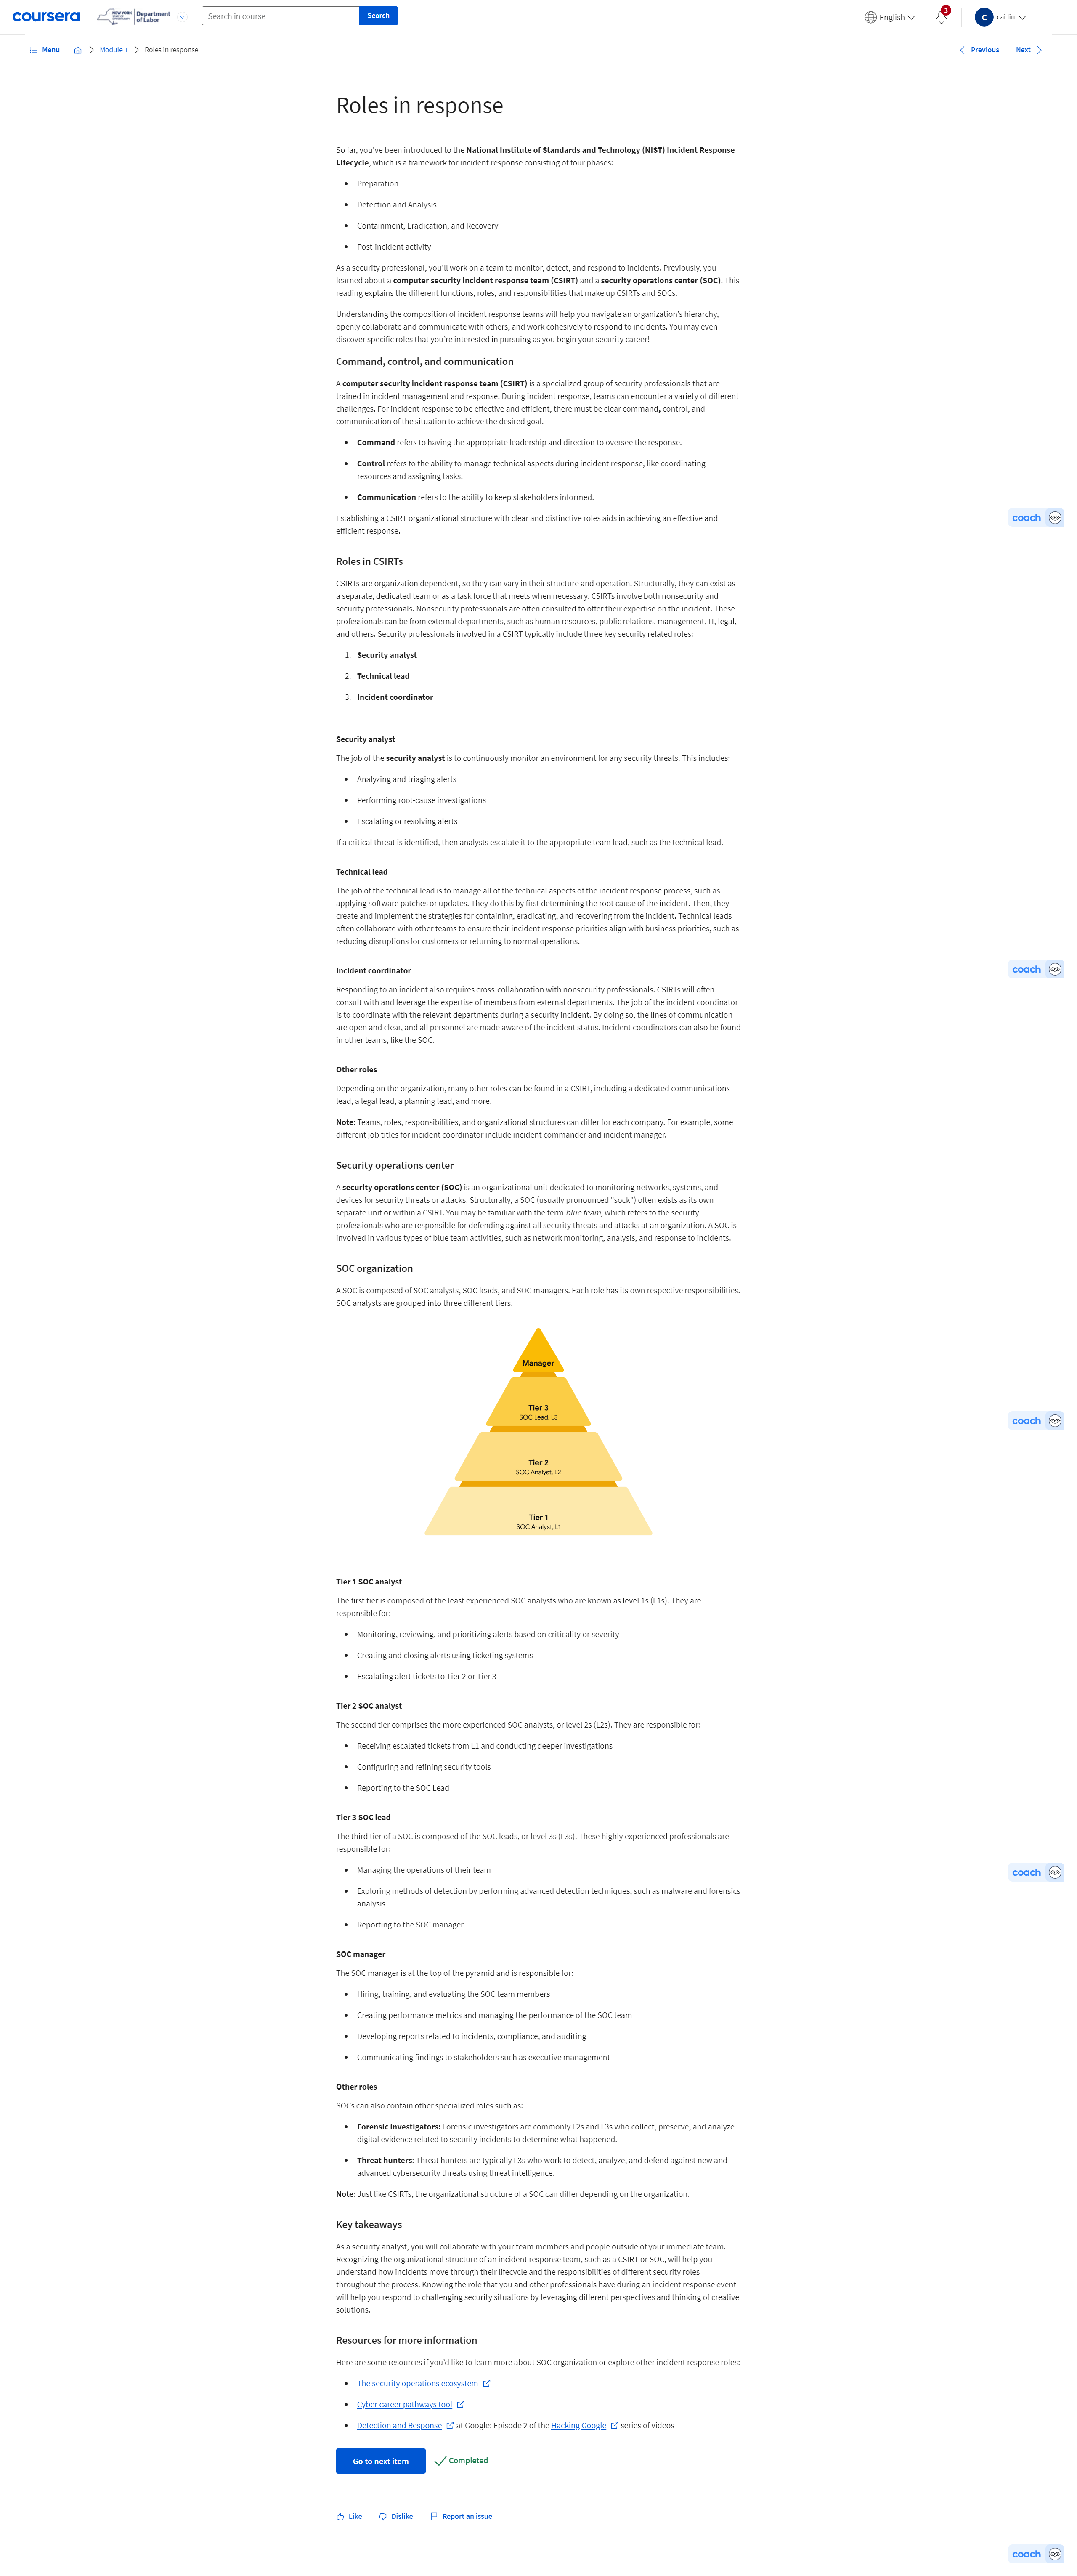 coursera
NEW YORK
Department
of Labor
Search in course
Search
English
3
C
cai lin
Menu
Module 1
Roles in response
Previous
Next
Roles in response
So far, you've been introduced to the National Institute of Standards and Technology (NIST) Incident Response
Lifecycle, which is a framework for incident response consisting of four phases:
• Preparation
• Detection and Analysis
• Containment, Eradication, and Recovery
• Post-incident activity
As a security professional, you'll work on a team to monitor, detect, and respond to incidents. Previously, you
learned about a computer security incident response team (CSIRT) and a security operations center (SOC). This
reading explains the different functions, roles, and responsibilities that make up CSIRTs and SOCs.
Understanding the composition of incident response teams will help you navigate an organization's hierarchy,
openly collaborate and communicate with others, and work cohesively to respond to incidents. You may even
discover specific roles that you're interested in pursuing as you begin your security career!
Command, control, and communication
A computer security incident response team (CSIRT) is a specialized group of security professionals that are
trained in incident management and response. During incident response, teams can encounter a variety of different
challenges. For incident response to be effective and efficient, there must be clear command, control, and
communication of the situation to achieve the desired goal.
• Command refers to having the appropriate leadership and direction to oversee the response.
• Control refers to the ability to manage technical aspects during incident response, like coordinating
resources and assigning tasks.
• Communication refers to the ability to keep stakeholders informed.
Establishing a CSIRT organizational structure with clear and distinctive roles aids in achieving an effective and
efficient response.
coach
Roles in CSIRTs
CSIRTs are organization dependent, so they can vary in their structure and operation. Structurally, they can exist as
a separate, dedicated team or as a task force that meets when necessary. CSIRTs involve both nonsecurity and
security professionals. Nonsecurity professionals are often consulted to offer their expertise on the incident. These
professionals can be from external departments, such as human resources, public relations, management, IT, legal,
and others. Security professionals involved in a CSIRT typically include three key security related roles:
1. Security analyst
2. Technical lead
3. Incident coordinator
Security analyst
The job of the security analyst is to continuously monitor an environment for any security threats. This includes:
• Analyzing and triaging alerts
• Performing root-cause investigations
• Escalating or resolving alerts
If a critical threat is identified, then analysts escalate it to the appropriate team lead, such as the technical lead.
Technical lead
The job of the technical lead is to manage all of the technical aspects of the incident response process, such as
applying software patches or updates. They do this by first determining the root cause of the incident. Then, they
create and implement the strategies for containing, eradicating, and recovering from the incident. Technical leads
often collaborate with other teams to ensure their incident response priorities align with business priorities, such as
reducing disruptions for customers or returning to normal operations.
Incident coordinator
coach
Responding to an incident also requires cross-collaboration with nonsecurity professionals. CSIRTs will often
consult with and leverage the expertise of members from external departments. The job of the incident coordinator
is to coordinate with the relevant departments during a security incident. By doing so, the lines of communication
are open and clear, and all personnel are made aware of the incident status. Incident coordinators can also be found
in other teams, like the SOC.
Other roles
Depending on the organization, many other roles can be found in a CSIRT, including a dedicated communications
lead, a legal lead, a planning lead, and more.
Note: Teams, roles, responsibilities, and organizational structures can differ for each company. For example, some
different job titles for incident coordinator include incident commander and incident manager.
Security operations center
A security operations center (SOC) is an organizational unit dedicated to monitoring networks, systems, and
devices for security threats or attacks. Structurally, a SOC (usually pronounced "sock") often exists as its own
separate unit or within a CSIRT. You may be familiar with the term blue team, which refers to the security
professionals who are responsible for defending against all security threats and attacks at an organization. A SOC is
involved in various types of blue team activities, such as network monitoring, analysis, and response to incidents.
SOC organization
A SOC is composed of SOC analysts, SOC leads, and SOC managers. Each role has its own respective responsibilities.
SOC analysts are grouped into three different tiers.
Manager
Tier 3
SOC Lead, L3
coach
Tier 2
SOC Analyst, L2
Tier 1
SOC Analyst, L1
Tier 1 SOC analyst
The first tier is composed of the least experienced SOC analysts who are known as level 1s (L1s). They are
responsible for:
• Monitoring, reviewing, and prioritizing alerts based on criticality or severity
• Creating and closing alerts using ticketing systems
• Escalating alert tickets to Tier 2 or Tier 3
Tier 2 SOC analyst
The second tier comprises the more experienced SOC analysts, or level 2s (L2s). They are responsible for:
• Receiving escalated tickets from L1 and conducting deeper investigations
• Configuring and refining security tools
• Reporting to the SOC Lead
Tier 3 SOC lead
The third tier of a SOC is composed of the SOC leads, or level 3s (L3s). These highly experienced professionals are
responsible for:
• Managing the operations of their team
coach
• Exploring methods of detection by performing advanced detection techniques, such as malware and forensics
analysis
• Reporting to the SOC manager
SOC manager
The SOC manager is at the top of the pyramid and is responsible for:
• Hiring, training, and evaluating the SOC team members
• Creating performance metrics and managing the performance of the SOC team
• Developing reports related to incidents, compliance, and auditing
• Communicating findings to stakeholders such as executive management
Other roles
SOCs can also contain other specialized roles such as:
• Forensic investigators: Forensic investigators are commonly L2s and L3s who collect, preserve, and analyze
digital evidence related to security incidents to determine what happened.
• Threat hunters: Threat hunters are typically L3s who work to detect, analyze, and defend against new and
advanced cybersecurity threats using threat intelligence.
Note: Just like CSIRTs, the organizational structure of a SOC can differ depending on the organization.
Key takeaways
As a security analyst, you will collaborate with your team members and people outside of your immediate team.
Recognizing the organizational structure of an incident response team, such as a CSIRT or SOC, will help you
understand how incidents move through their lifecycle and the responsibilities of different security roles
throughout the process. Knowing the role that you and other professionals have during an incident response event
will help you respond to challenging security situations by leveraging different perspectives and thinking of creative
solutions.
Resources for more information
Here are some resources if you'd like to learn more about SOC organization or explore other incident response roles:
• The security operations ecosystem
• Cyber career pathways tool
• Detection and Response at Google: Episode 2 of the Hacking Google series of videos
Go to next item
Completed
Like
Dislike
Report an issue
coach